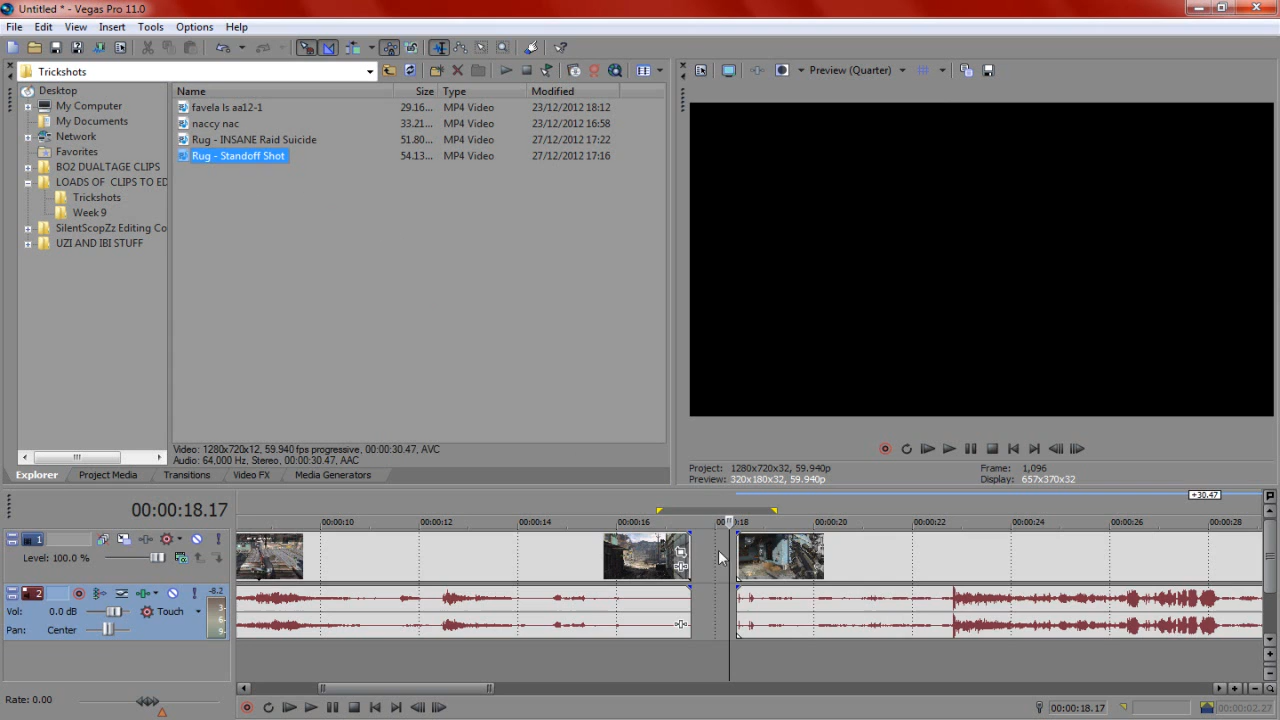 Untitled * - Vegas Pro 11.0
File Edit View Insert Tools Options Help
Trickshots
Preview (Quarter)
Desktop
My Computer
My Documents
Network
Favorites
BO2 DUALTAGE CLIPS
LOADS OF CLIPS TO ED
Trickshots
Week 9
SilentScopZz Editing Co
UZI AND IBI STUFF
Name Size Type Modified
favela ls aa12-1 29.16... MP4 Video 23/12/2012 18:12
naccy nac 33.21... MP4 Video 23/12/2012 16:58
Rug - INSANE Raid Suicide 51.80... MP4 Video 27/12/2012 17:22
Rug - Standoff Shot 54.13... MP4 Video 27/12/2012 17:16
Video: 1280x720x12, 59.940 fps progressive, 00:00:30.47, AVC
Audio: 64,000 Hz, Stereo, 00:00:30.47, AAC
Explorer Project Media Transitions Video FX Media Generators
Project: 1280x720x32, 59.940p Frame: 1,096
Preview: 320x180x32, 59.940p Display: 657x370x32
+30.47
00:00:18.17
00:00:10 00:00:12 00:00:14 00:00:16 :18 00:00:20 00:00:22 00:00:24 00:00:26 00:00:28
1
Level: 100.0 %
2 -8.2
Vol: 0.0 dB Touch 3
6
Pan: Center 9
Rate: 0.00
00:00:18.17 00:00:02.27